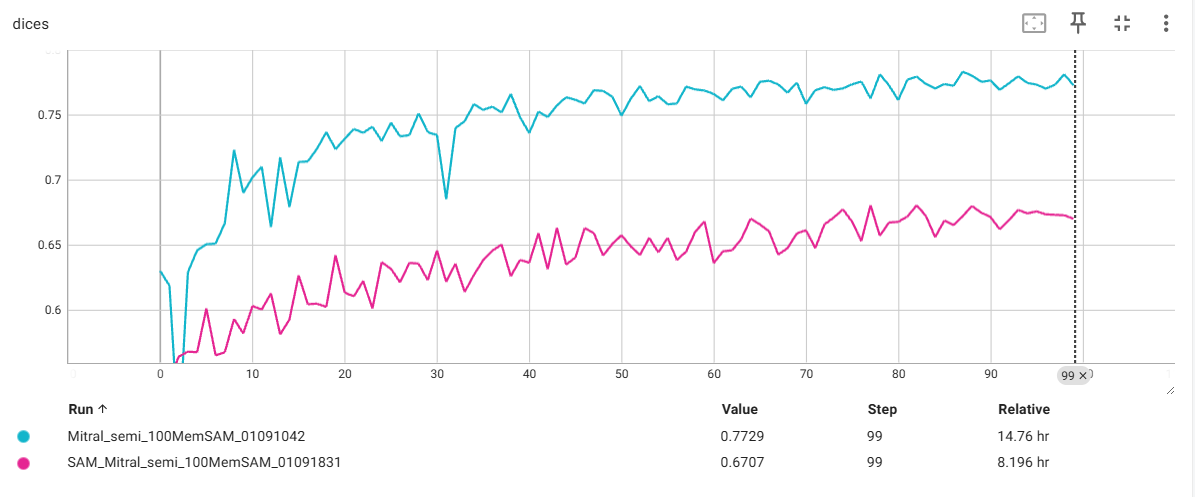 dices
0.75
0.7
0.65
0.6
0 10 20 30 40 50 60 70 80 90 99 ×
Run ↑ Value Step Relative
Mitral_semi_100MemSAM_01091042 0.7729 99 14.76 hr
SAM_Mitral_semi_100MemSAM_01091831 0.6707 99 8.196 hr